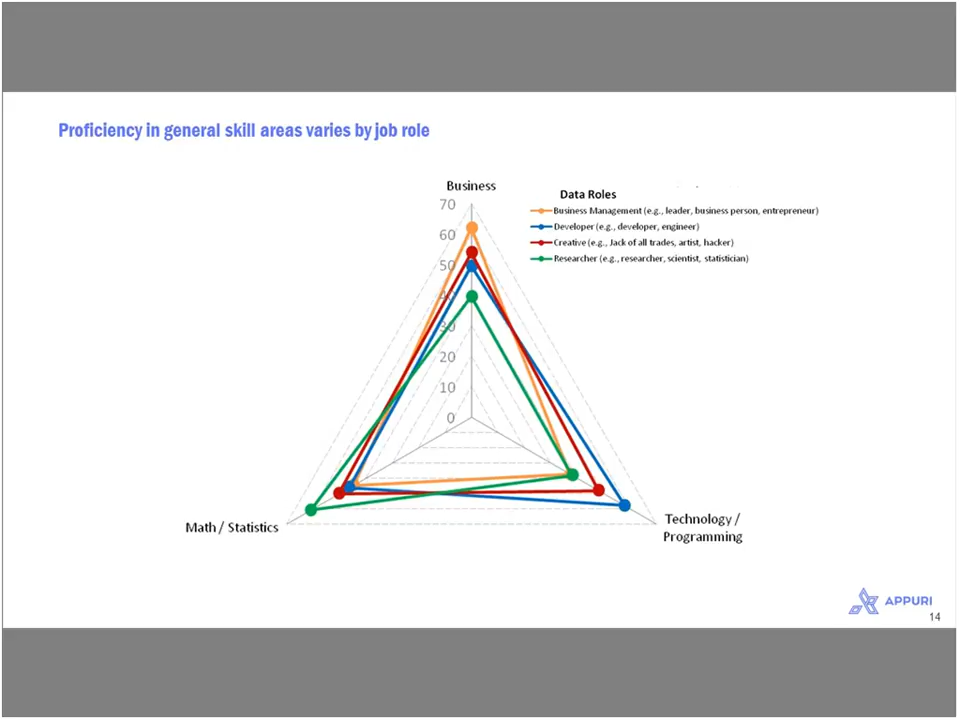 Proficiency in general skill areas varies by job role
Business
Data Roles
Business Management (e.g., leader, business person, entrepreneur)
Developer (e.g., developer, engineer)
Creative (e.g., Jack of all trades, artist, hacker)
Researcher (e.g., researcher, scientist, statistician)
70
60
50
40
30
20
10
0
Math / Statistics
Technology /
Programming
APPURI
14